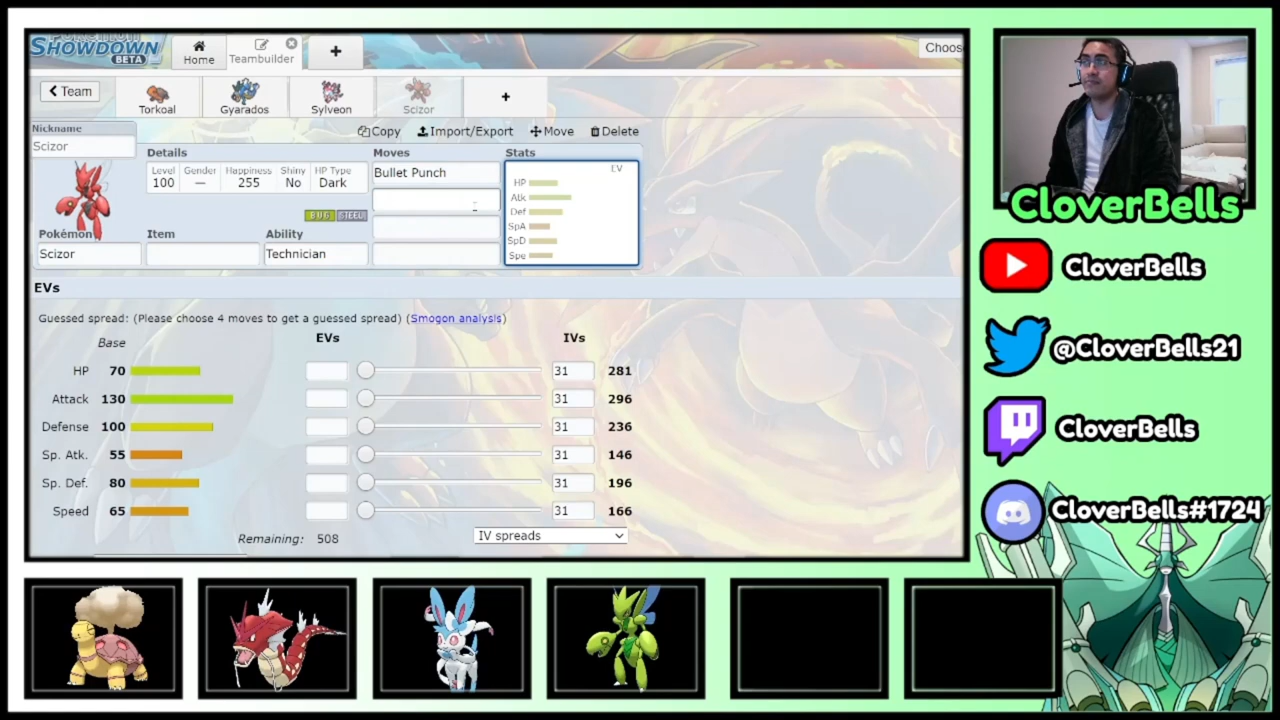 POKÉMON
SHOWDOWN
BETA
Home
Teambuilder
+
Choos
Team
Torkoal
Gyarados
Sylveon
Scizor
+
Nickname
Scizor
Copy
Import/Export
Move
Delete
Details
Level
100
Gender
—
Happiness
255
Shiny
No
HP Type
Dark
BUG
STEEL
Pokémon
Scizor
Item
Ability
Technician
Moves
Bullet Punch
Stats
EV
HP
Atk
Def
SpA
SpD
Spe
EVs
Guessed spread: (Please choose 4 moves to get a guessed spread) (Smogon analysis)
Base EVs IVs
HP 70 31 281
Attack 130 31 296
Defense 100 31 236
Sp. Atk. 55 31 146
Sp. Def. 80 31 196
Speed 65 31 166
Remaining: 508
IV spreads
CloverBells
CloverBells
@CloverBells21
CloverBells
CloverBells#1724